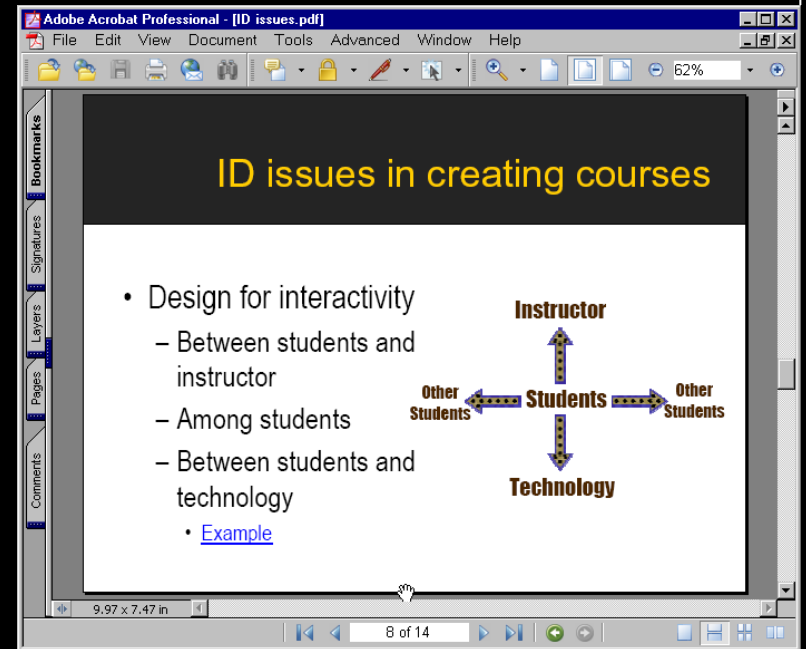 Adobe Acrobat Professional - [ID issues.pdf]
File Edit View Document Tools Advanced Window Help
62%
Bookmarks
Signatures
Layers
Pages
Comments
ID issues in creating courses
• Design for interactivity
– Between students and
instructor
– Among students
– Between students and
technology
• Example
Instructor
Other
Students
Students
Other
Students
Technology
9.97 x 7.47 in
8 of 14